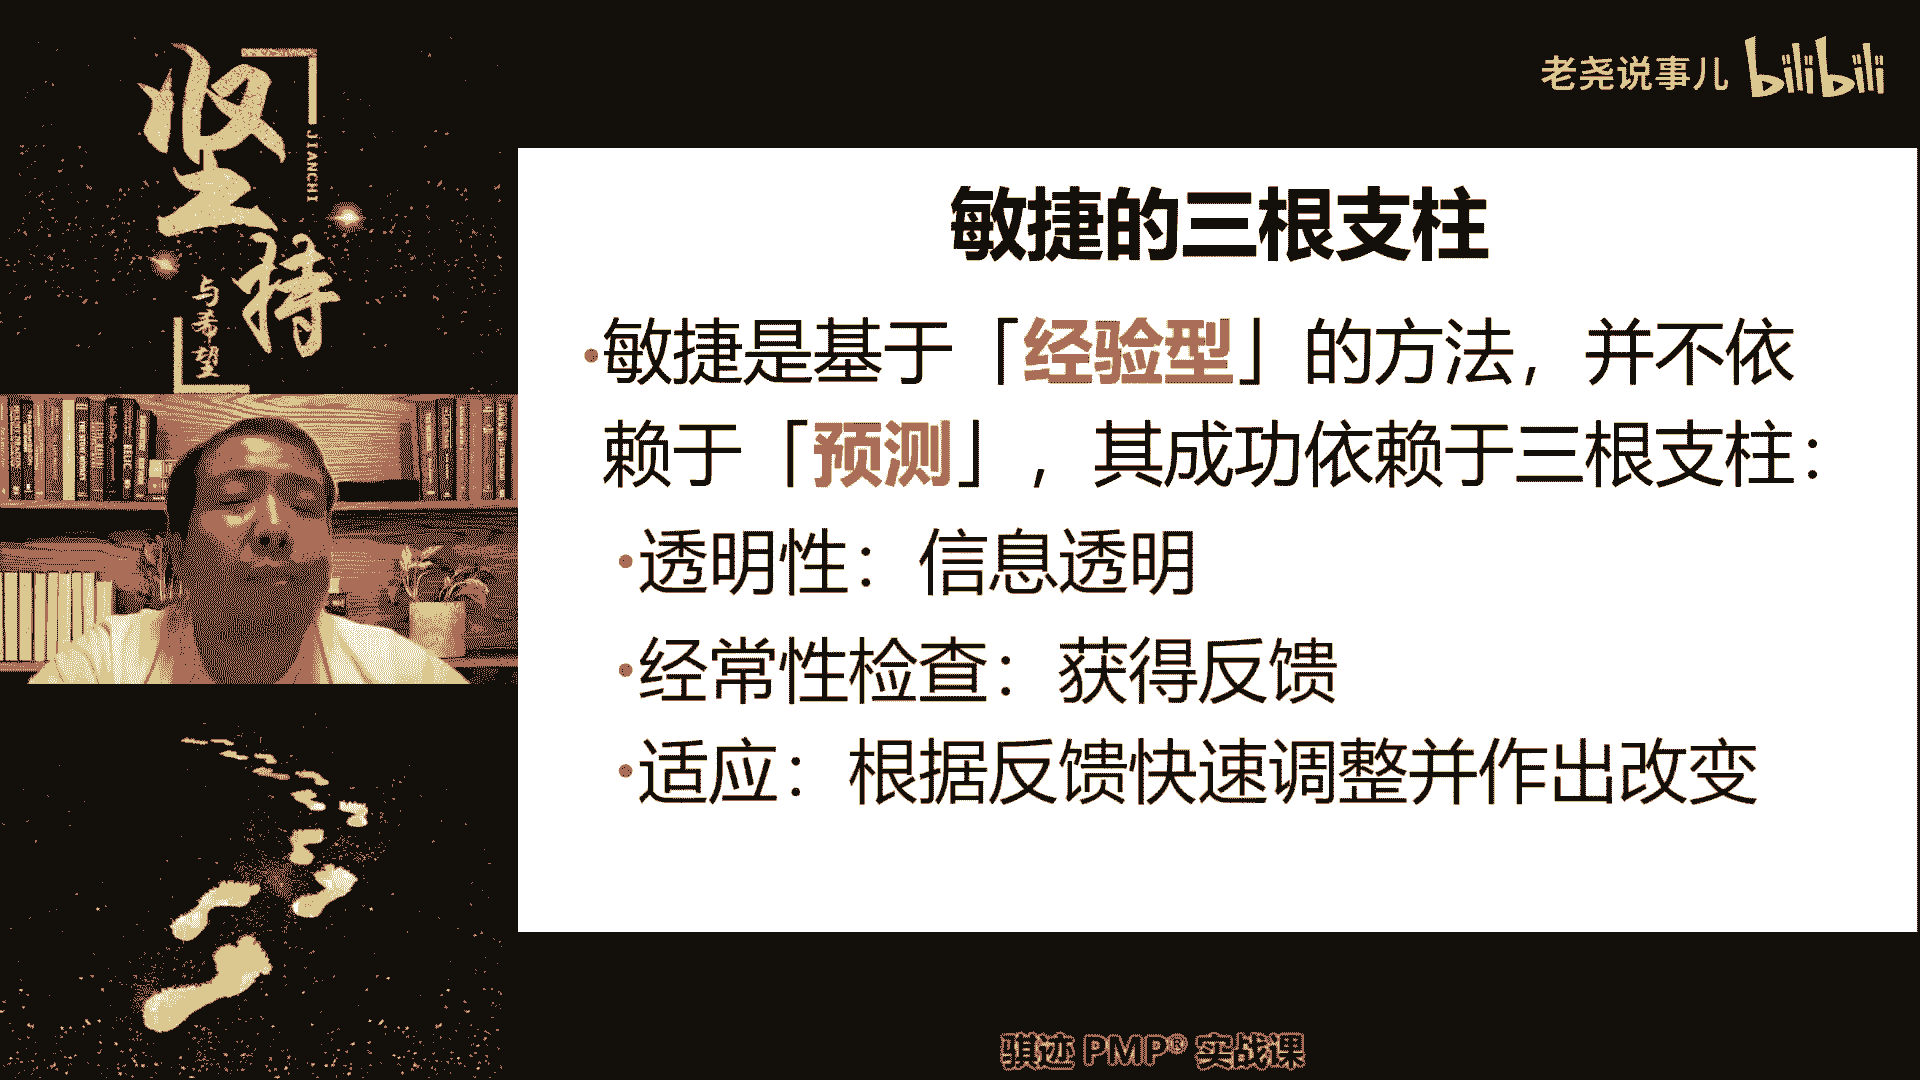 坚持
JIANCHI
与希望
老尧说事儿 bilibili
敏捷的三根支柱
•敏捷是基于「经验型」的方法，并不依
赖于「预测」，其成功依赖于三根支柱：
•透明性：信息透明
•经常性检查：获得反馈
•适应：根据反馈快速调整并作出改变
骐迹 PMP® 实战课